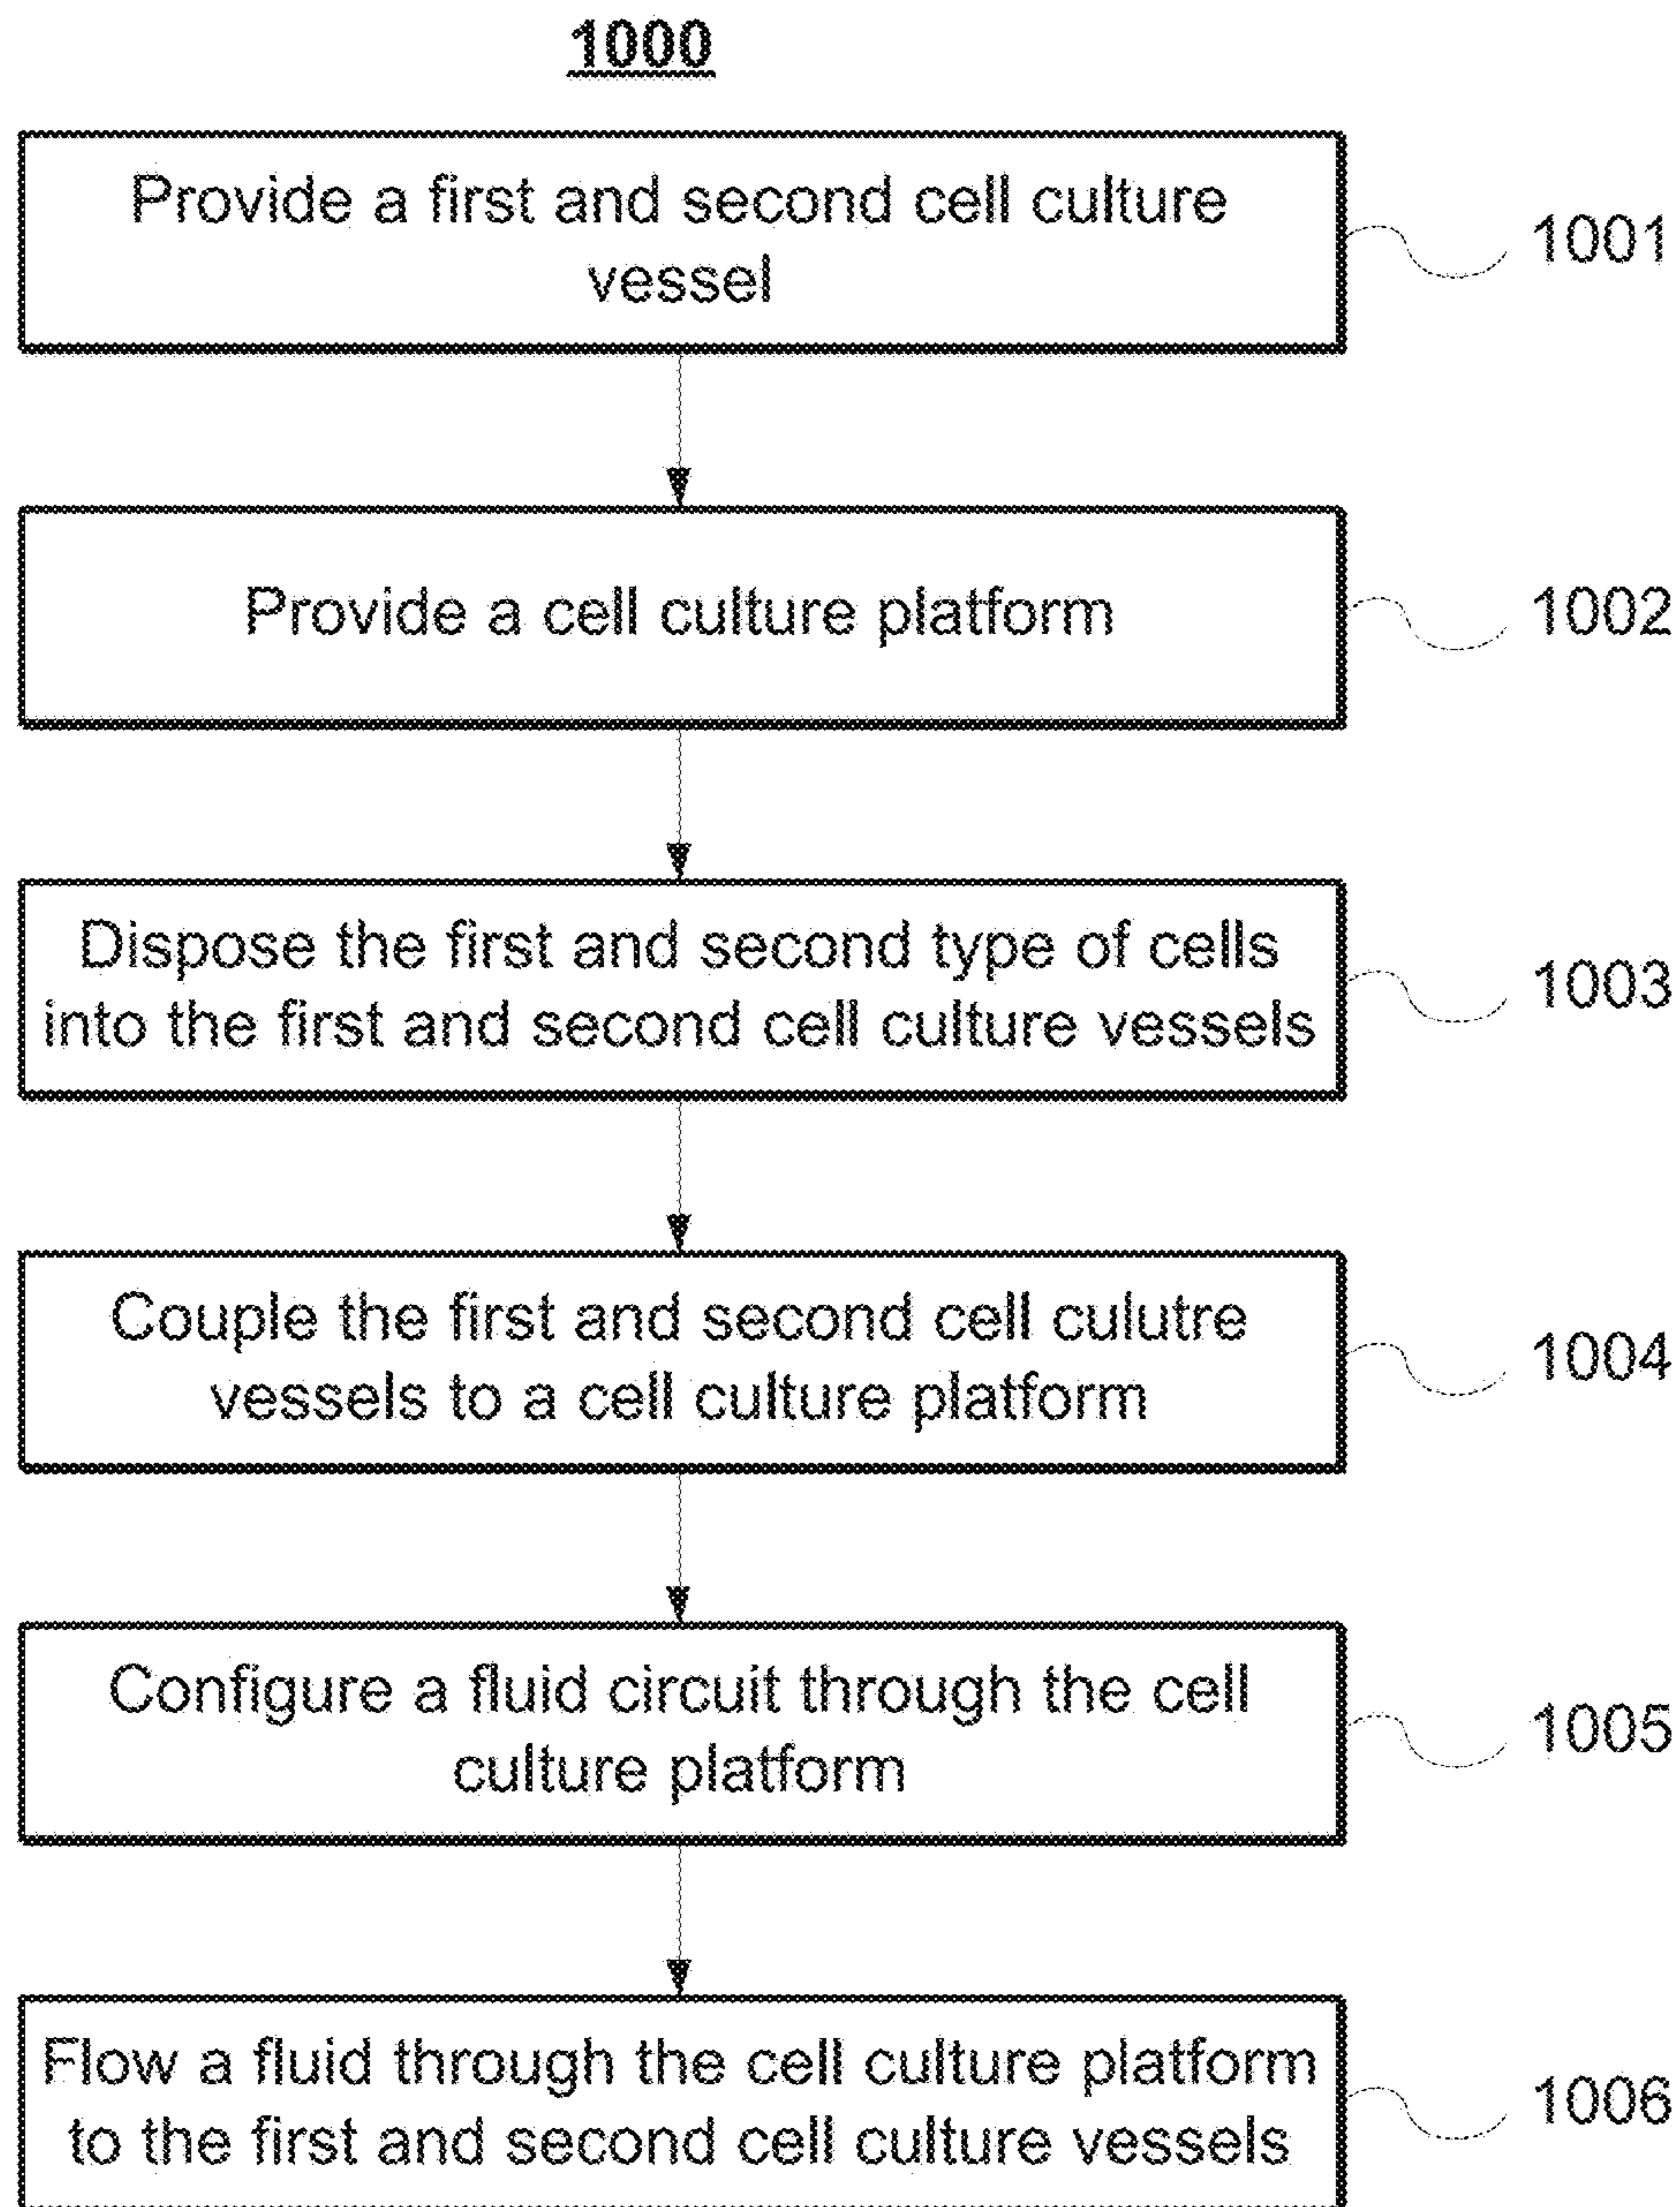 1000
Provide a first and second cell culture
vessel
1001
Provide a cell culture platform
1002
Dispose the first and second type of cells
into the first and second cell culture vessels
1003
Couple the first and second cell culutre
vessels to a cell culture platform
1004
Configure a fluid circuit through the cell
culture platform
1005
Flow a fluid through the cell culture platform
to the first and second cell culture vessels
1006